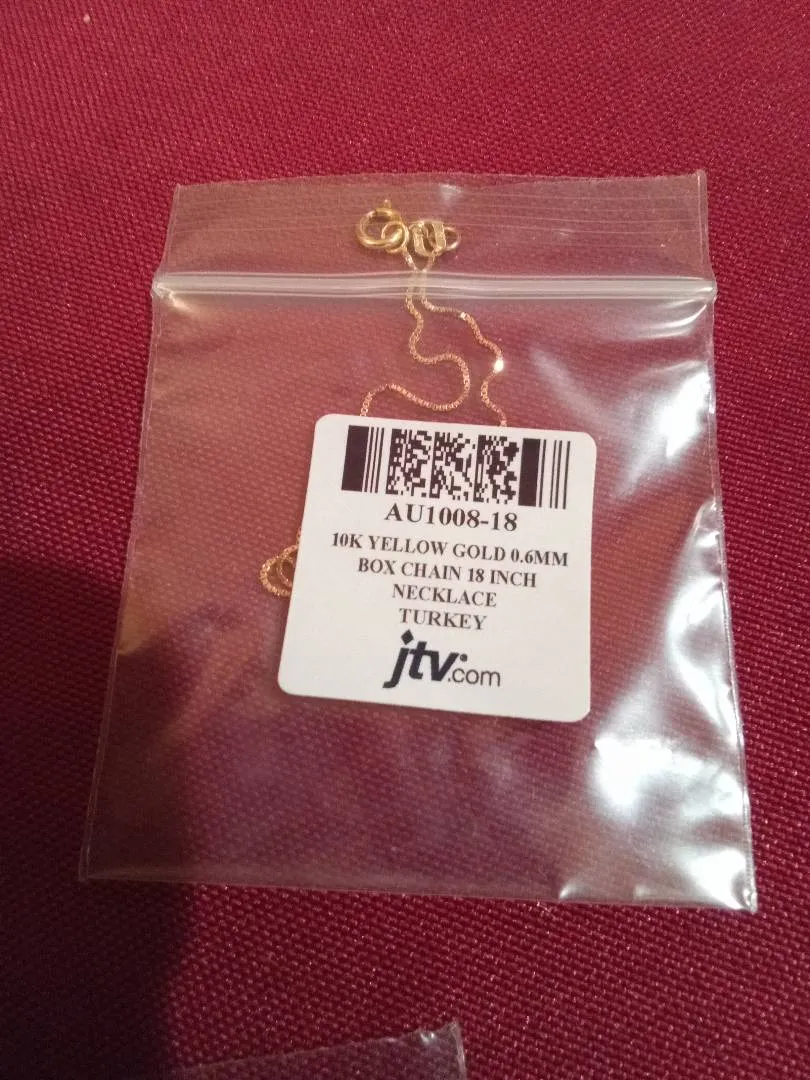 AU1008-18
10K YELLOW GOLD 0.6MM
BOX CHAIN 18 INCH
NECKLACE
TURKEY
jtv.com